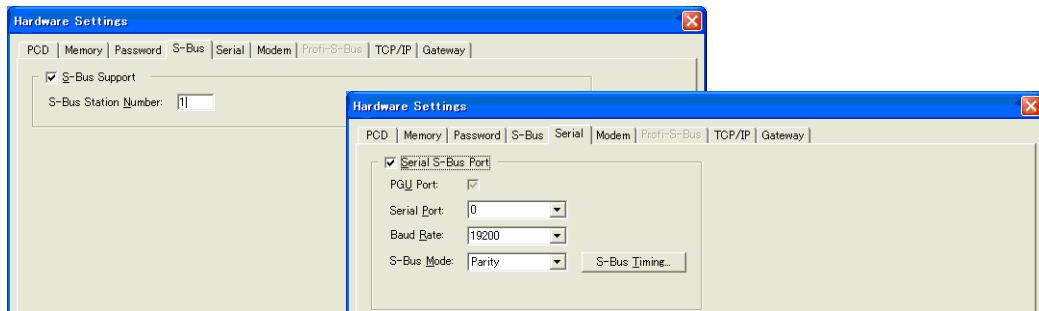 Hardware Settings
PCD Memory Password S-Bus Serial Modem Profi-S-Bus TCP/IP Gateway
S-Bus Support
S-Bus Station Number: 1
Hardware Settings
PCD Memory Password S-Bus Serial Modem Profi-S-Bus TCP/IP Gateway
Serial S-Bus Port
PGU Port:
Serial Port: 0
Baud Rate: 19200
S-Bus Mode: Parity S-Bus Timing...